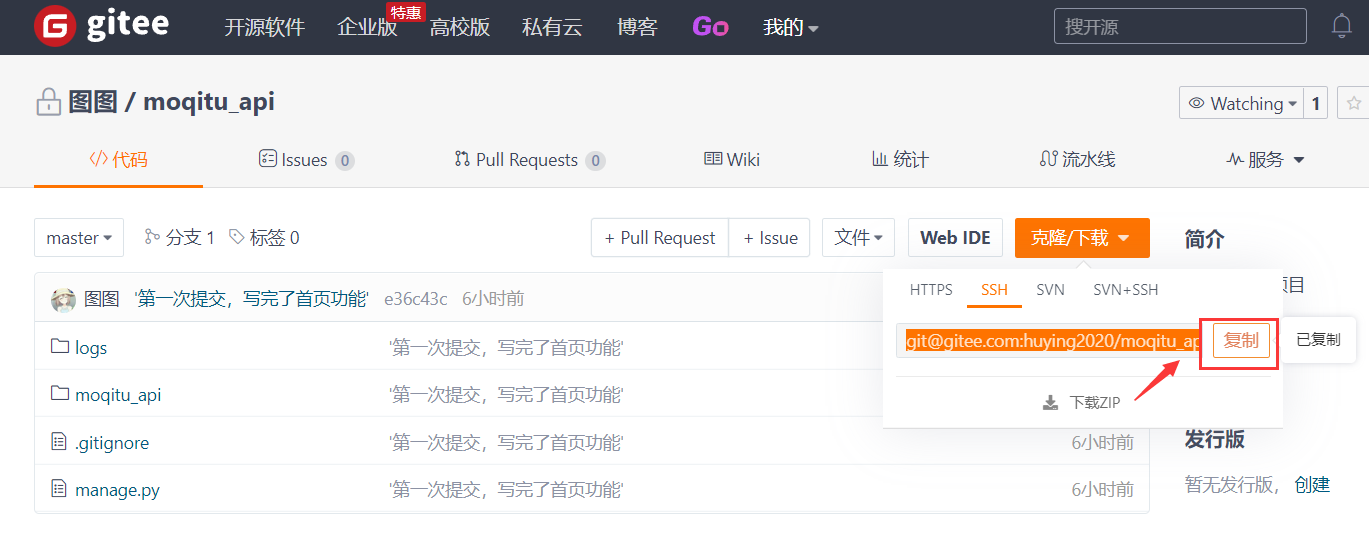 gitee 开源软件 企业版 特惠 高校版 私有云 博客 Go 我的 搜开源
图图 / moqitu_api Watching 1
代码 Issues 0 Pull Requests 0 Wiki 统计 流水线 服务
master 分支 1 标签 0 + Pull Request + Issue 文件 Web IDE 克隆/下载 简介
图图 '第一次提交，写完了首页功能' e36c43c 6小时前 HTTPS SSH SVN SVN+SSH 项目
logs '第一次提交，写完了首页功能' git@gitee.com:huying2020/moqitu_ap 复制 已复制
moqitu_api '第一次提交，写完了首页功能' 下载ZIP
.gitignore '第一次提交，写完了首页功能' 6小时前 发行版
manage.py '第一次提交，写完了首页功能' 6小时前 暂无发行版， 创建